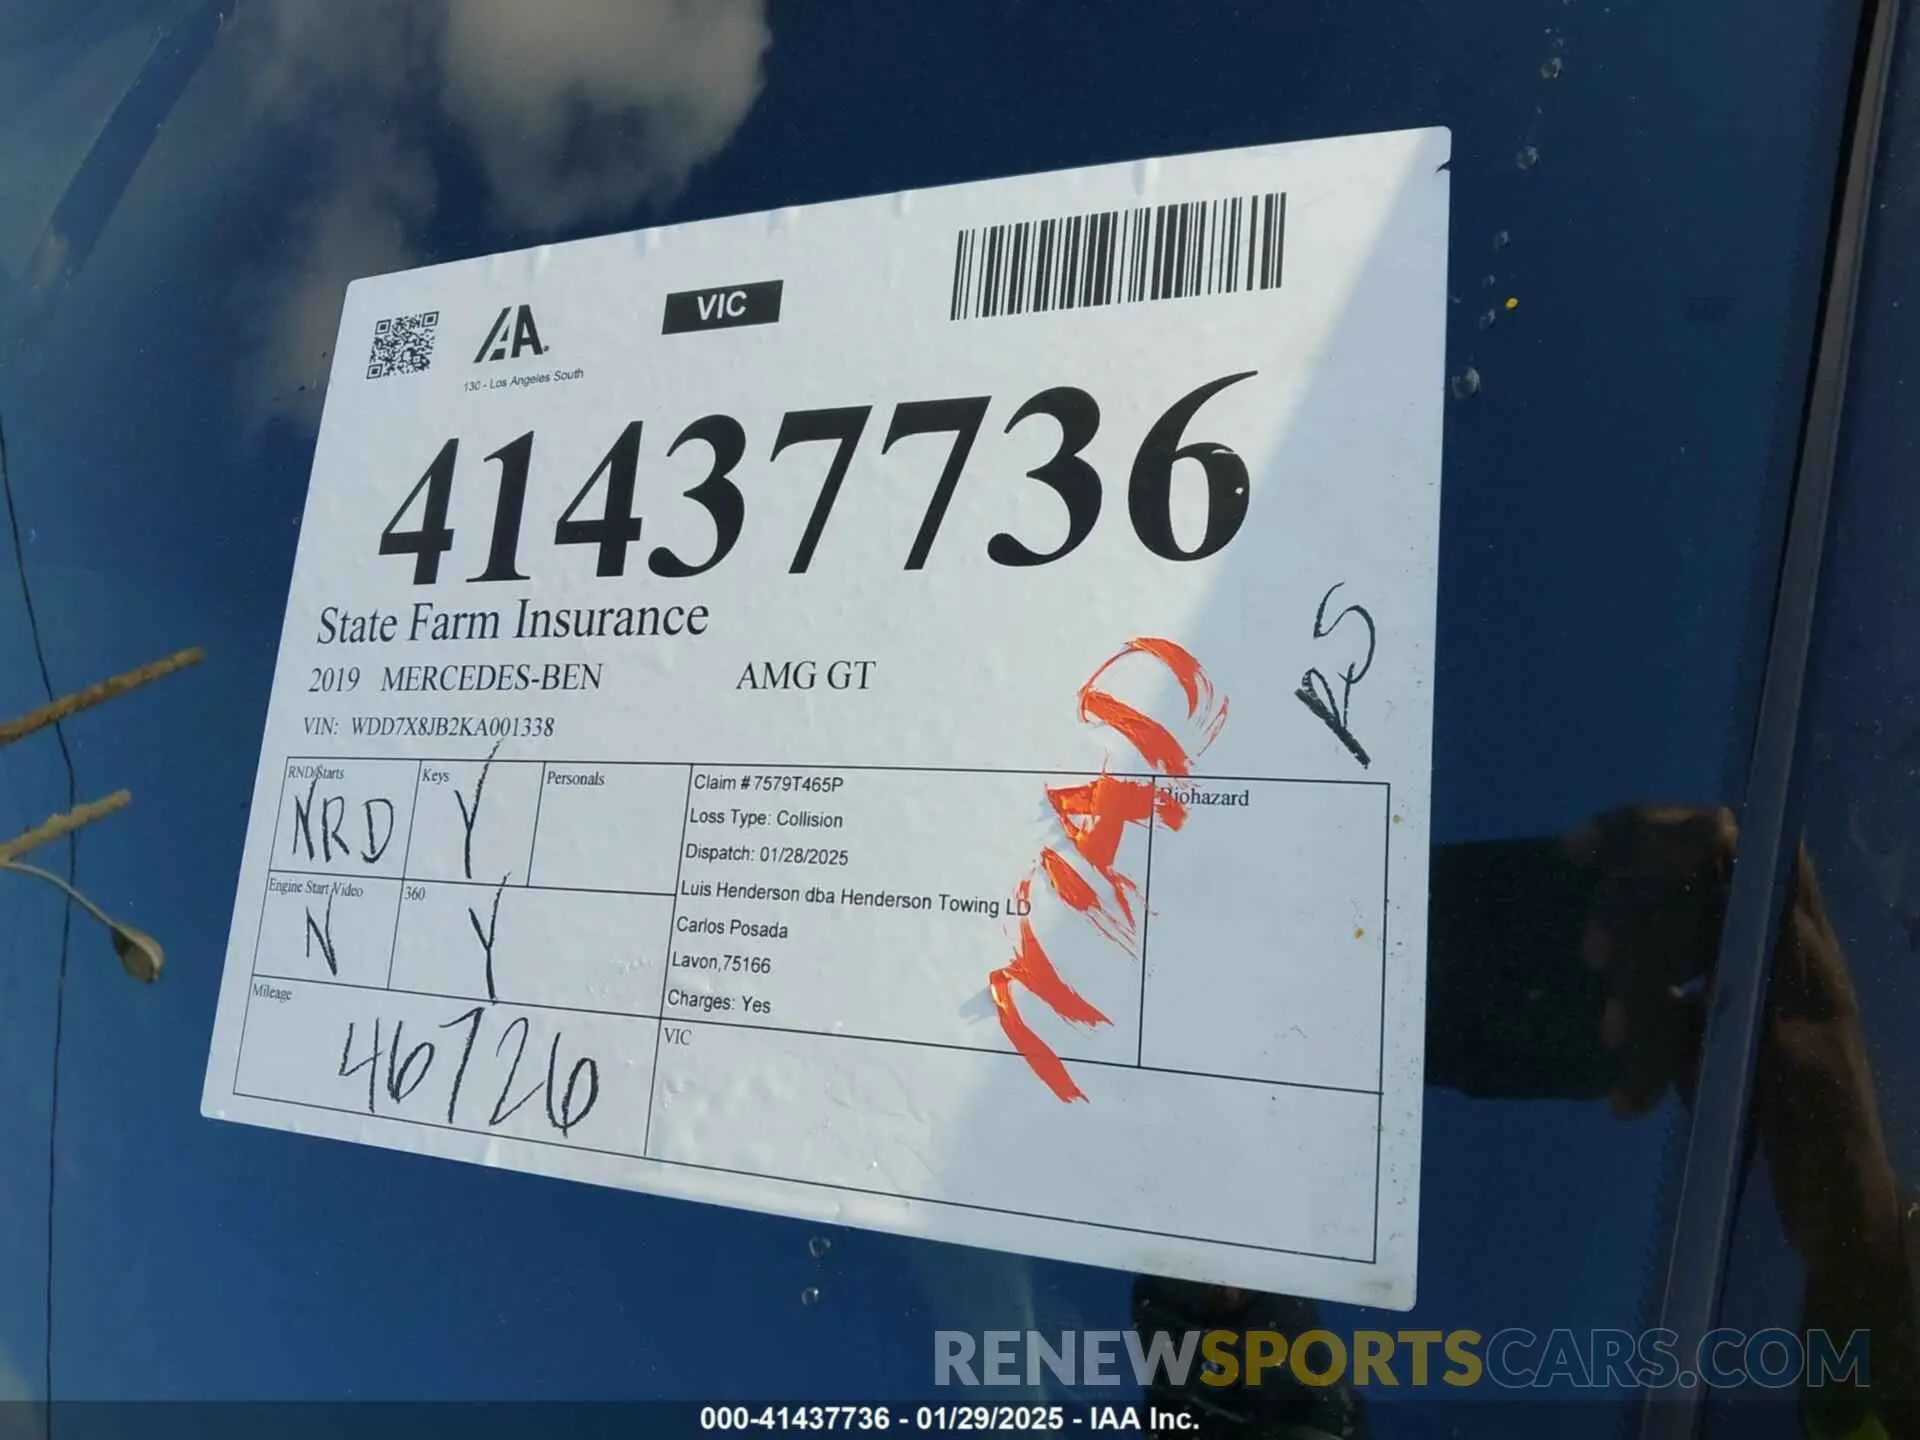 IAA.
130 - Los Angeles South
VIC
41437736
State Farm Insurance
2019 MERCEDES-BEN AMG GT
VIN: WDD7X8JB2KA001338
RND/Starts
NRD
Keys
Y
Personals
Engine Start Video
N
360
Y
Mileage
46726
Claim # 7579T465P
Loss Type: Collision
Dispatch: 01/28/2025
Luis Henderson dba Henderson Towing LD
Carlos Posada
Lavon,75166
Charges: Yes
Biohazard
VIC
RENEWSPORTSCARS.COM
000-41437736 - 01/29/2025 - IAA Inc.